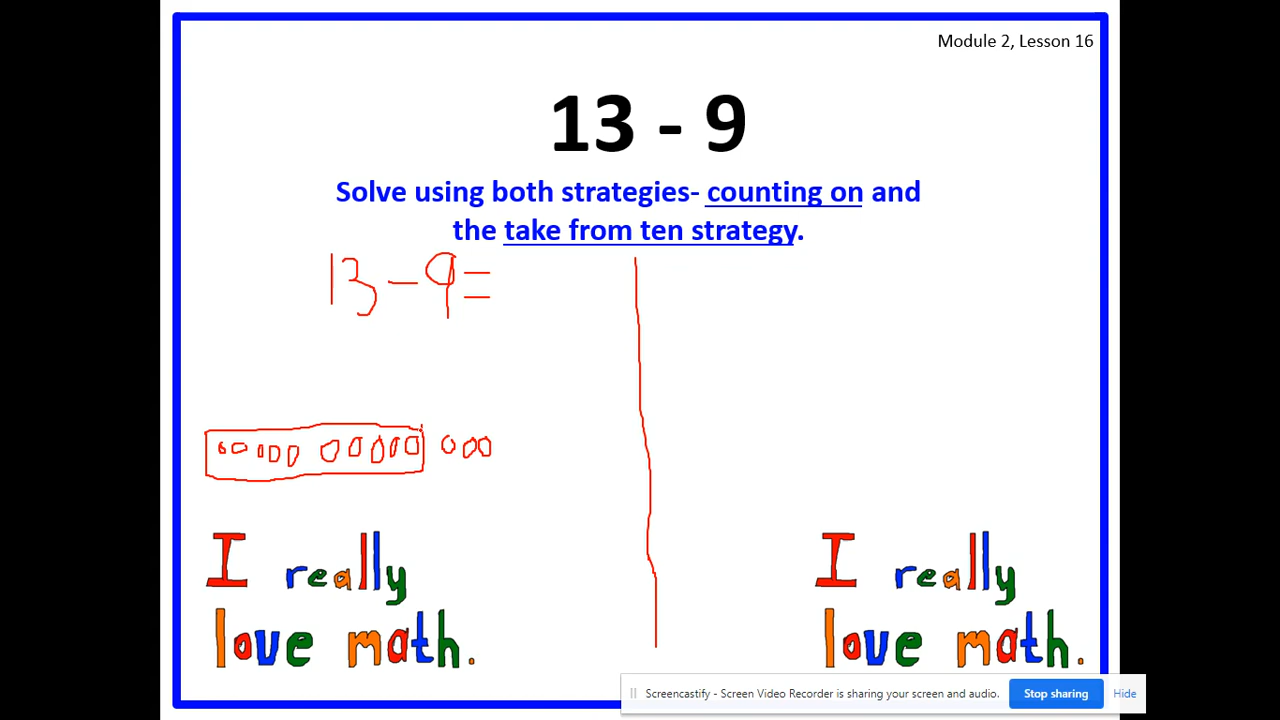 Module 2, Lesson 16
13 - 9
Solve using both strategies- counting on and
the take from ten strategy.
13-9=
I really
love math.
I really
love math.
Screencastify - Screen Video Recorder is sharing your screen and audio.
Stop sharing
Hide